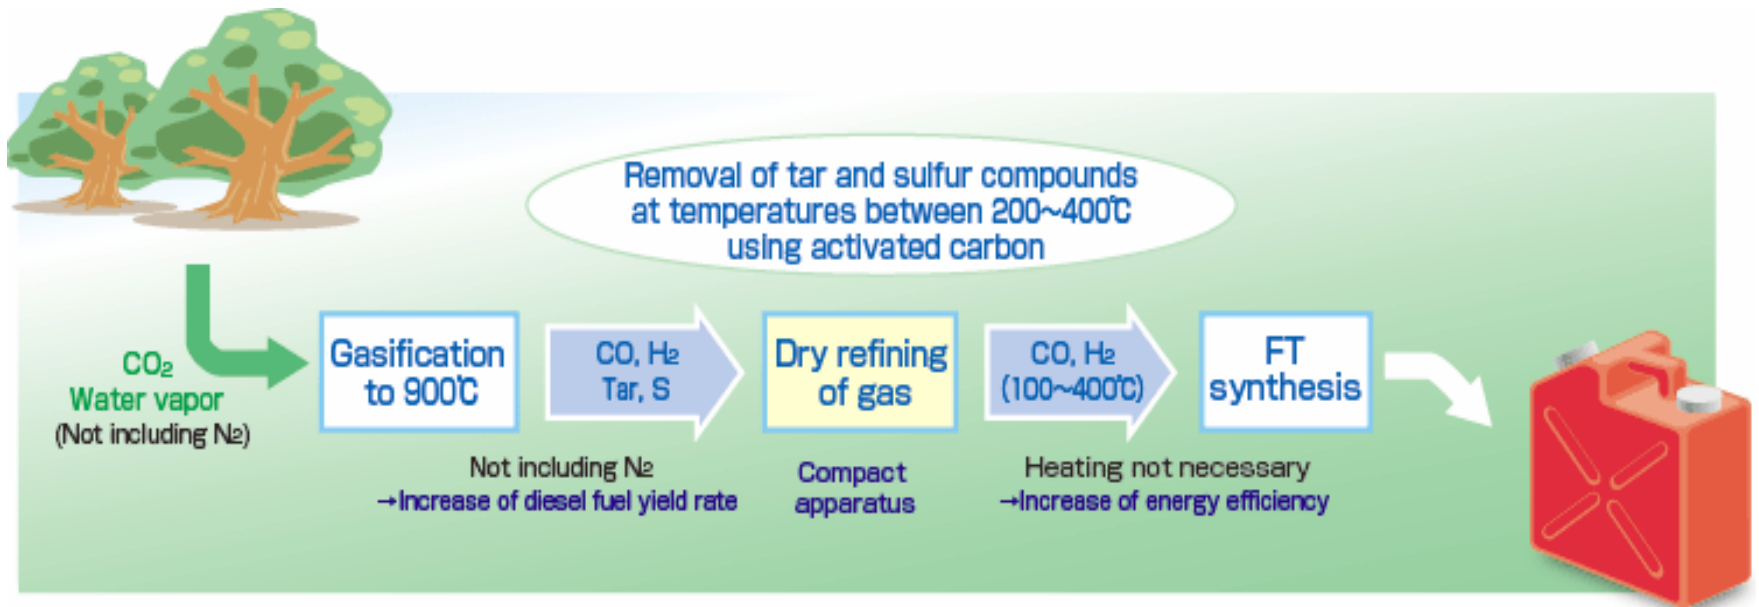 Removal of tar and sulfur compounds
at temperatures between 200~400℃
using activated carbon
CO₂
Water vapor
(Not including N₂)
Gasification
to 900℃
CO, H₂
Tar, S
Dry refining
of gas
CO, H₂
(100~400℃)
FT
synthesis
Not including N₂
→Increase of diesel fuel yield rate
Compact
apparatus
Heating not necessary
→Increase of energy efficiency